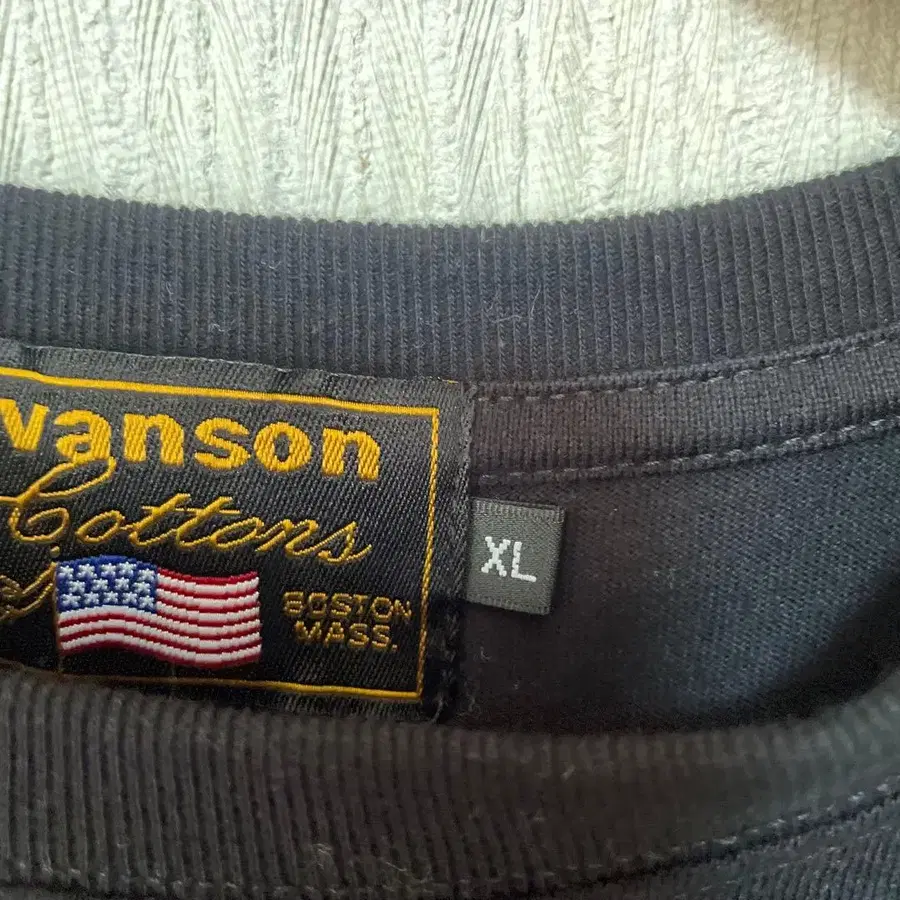 vanson
Cottons
BOSTON
MASS.
XL